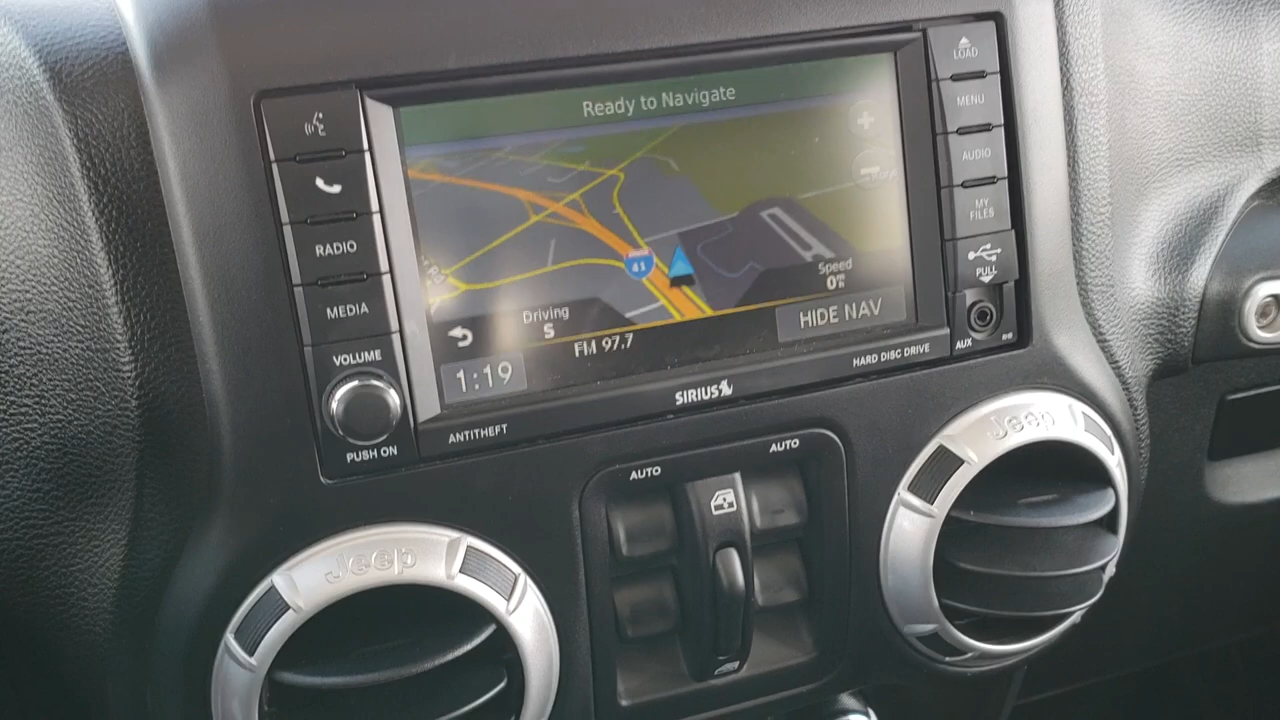 Ready to Navigate
LOAD
MENU
AUDIO
MY
FILES
PULL
AUX
RADIO
MEDIA
VOLUME
PUSH ON
41
Speed
0
Driving
S
FM 97.7
HIDE NAV
1:19
SIRIUS
HARD DISC DRIVE
ANTITHEFT
AUTO
AUTO
Jeep
Jeep